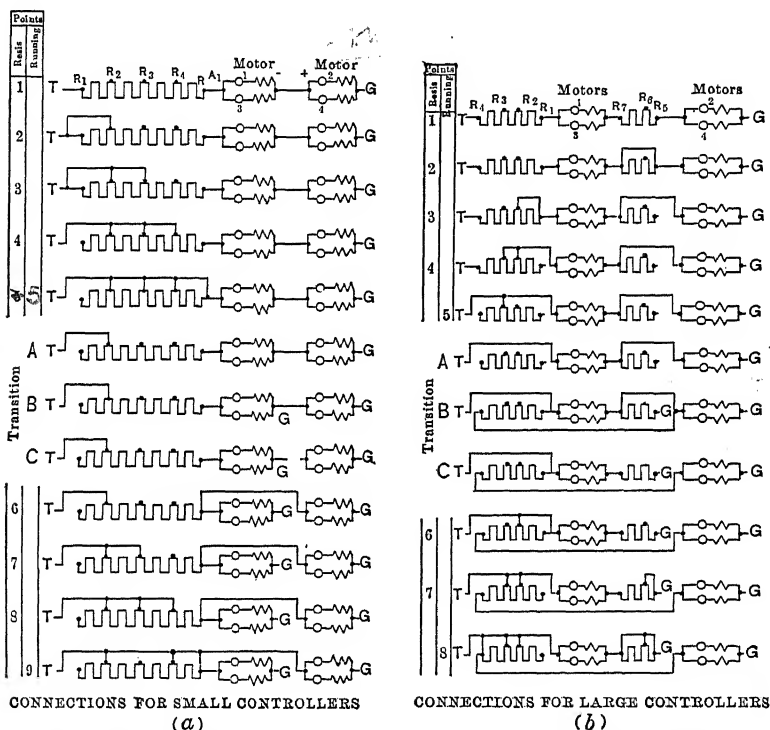 Points
Resis Running
Motor Motor
R1 R2 R3 R4 R A1 1 - + 2
1 T G
3 4
2 T G
3 T G
4 T G
5 T G
Transition
A T G
B T G G
C T G G
6 T G G
7 T G G
8 T G G
9 T G G
CONNECTIONS FOR SMALL CONTROLLERS
(a)
Points
Resis Running
Motors Motors
R4 R3 R2 R1 1 R7 R6 R5 2
1 T G
3 4
2 T G
3 T G
4 T G
5 T G
Transition
A T G
B T G G
C T G G
6 T G G
7 T G G
8 T G G
CONNECTIONS FOR LARGE CONTROLLERS
(b)